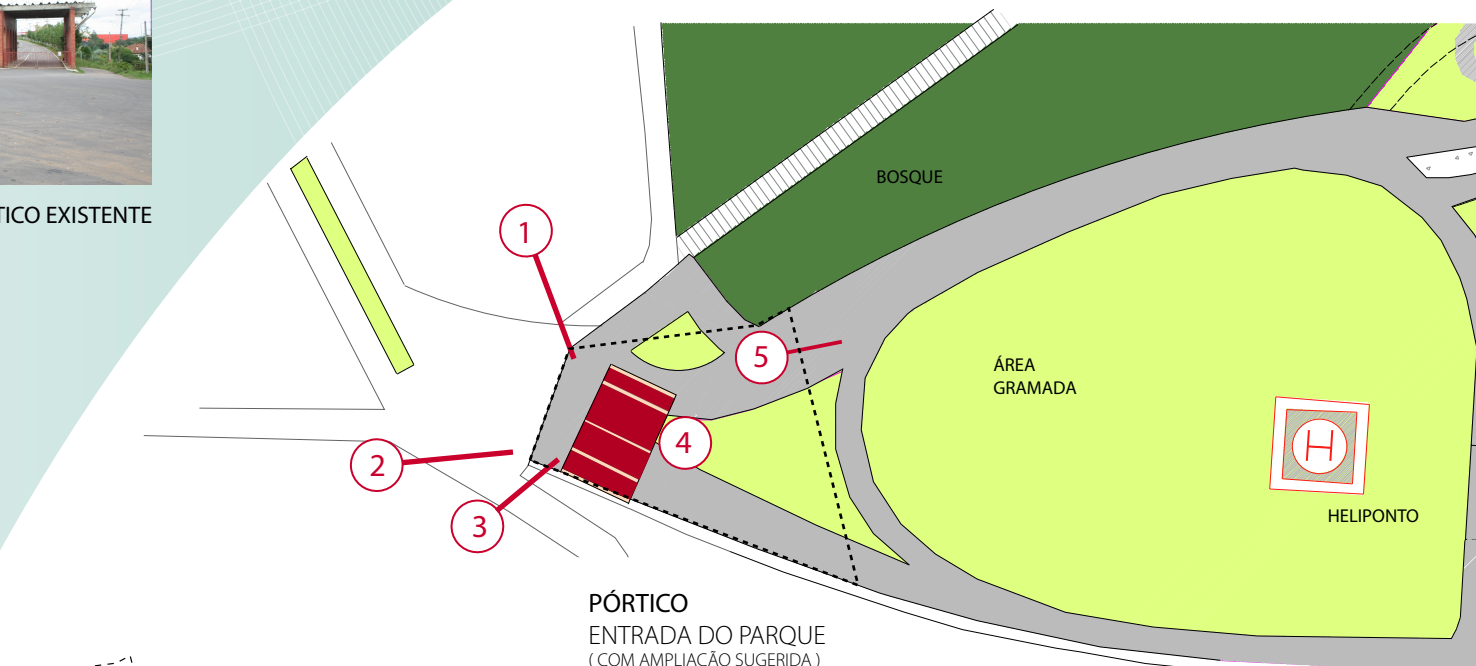 TICO EXISTENTE
1
BOSQUE
5
ÁREA
GRAMADA
2
4
H
3
HELIPONTO
PÓRTICO
ENTRADA DO PARQUE
( COM AMPLIAÇÃO SUGERIDA )